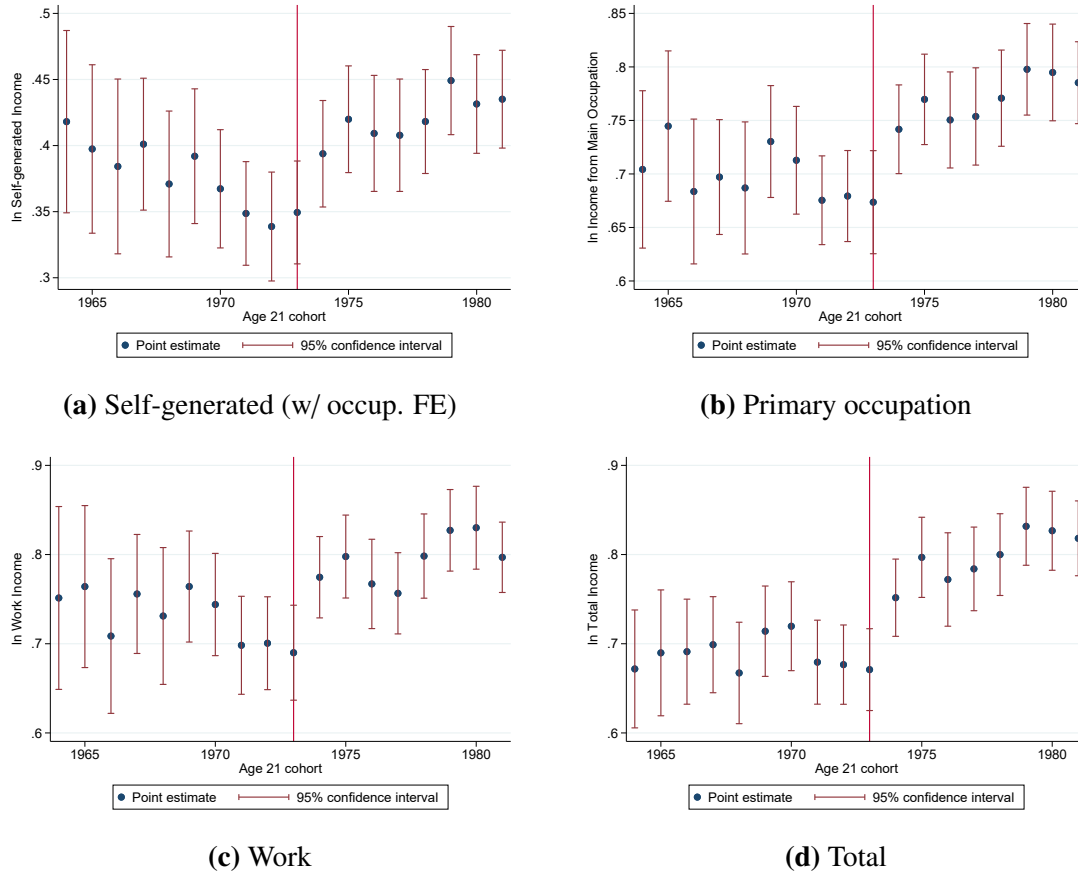 .5
.45
.4
.35
.3
ln Self-generated Income
1965 1970 1975 1980
Age 21 cohort
Point estimate 95% confidence interval
(a) Self-generated (w/ occup. FE)
.85
.8
.75
.7
.65
.6
ln Income from Main Occupation
1965 1970 1975 1980
Age 21 cohort
Point estimate 95% confidence interval
(b) Primary occupation
.9
.8
.7
.6
ln Work Income
1965 1970 1975 1980
Age 21 cohort
Point estimate 95% confidence interval
(c) Work
.9
.8
.7
.6
ln Total Income
1965 1970 1975 1980
Age 21 cohort
Point estimate 95% confidence interval
(d) Total